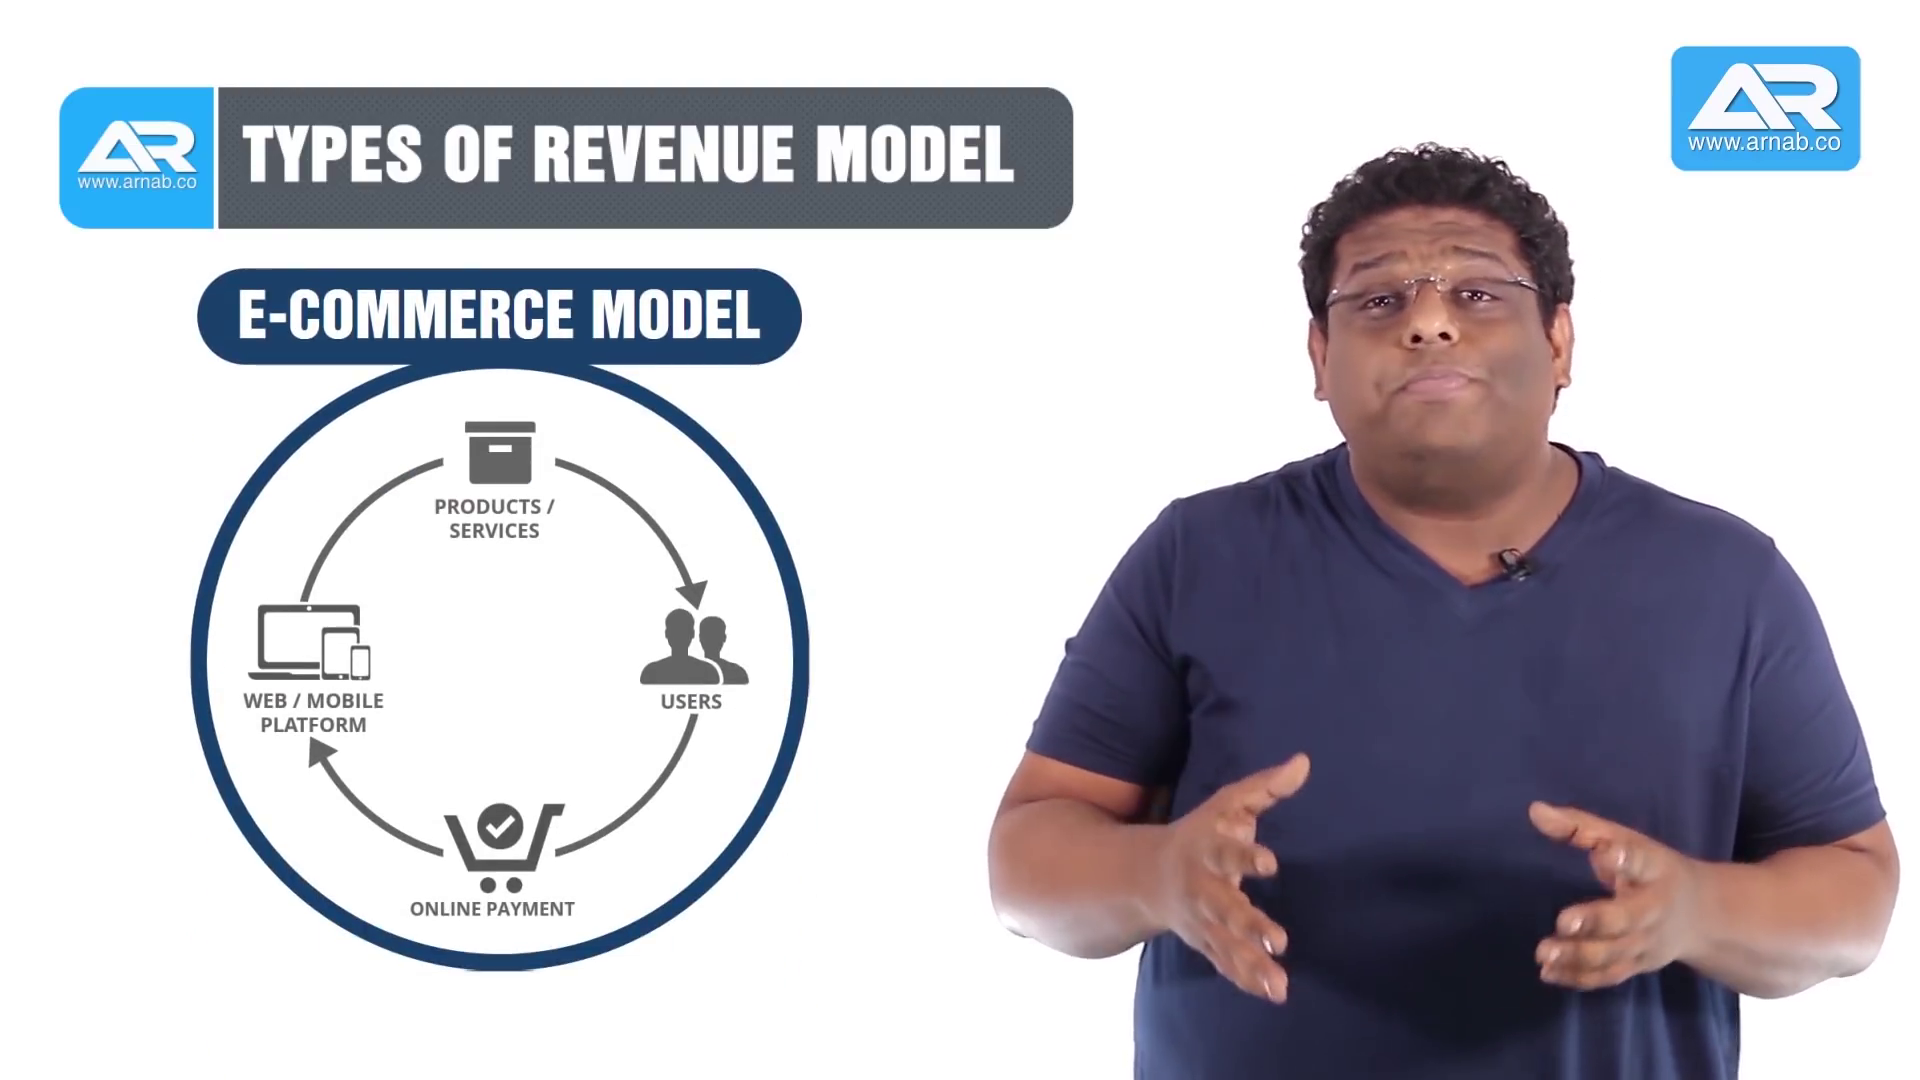 AR
www.arnab.co
TYPES OF REVENUE MODEL
AR
www.arnab.co
E-COMMERCE MODEL
PRODUCTS /
SERVICES
WEB / MOBILE
PLATFORM
USERS
ONLINE PAYMENT